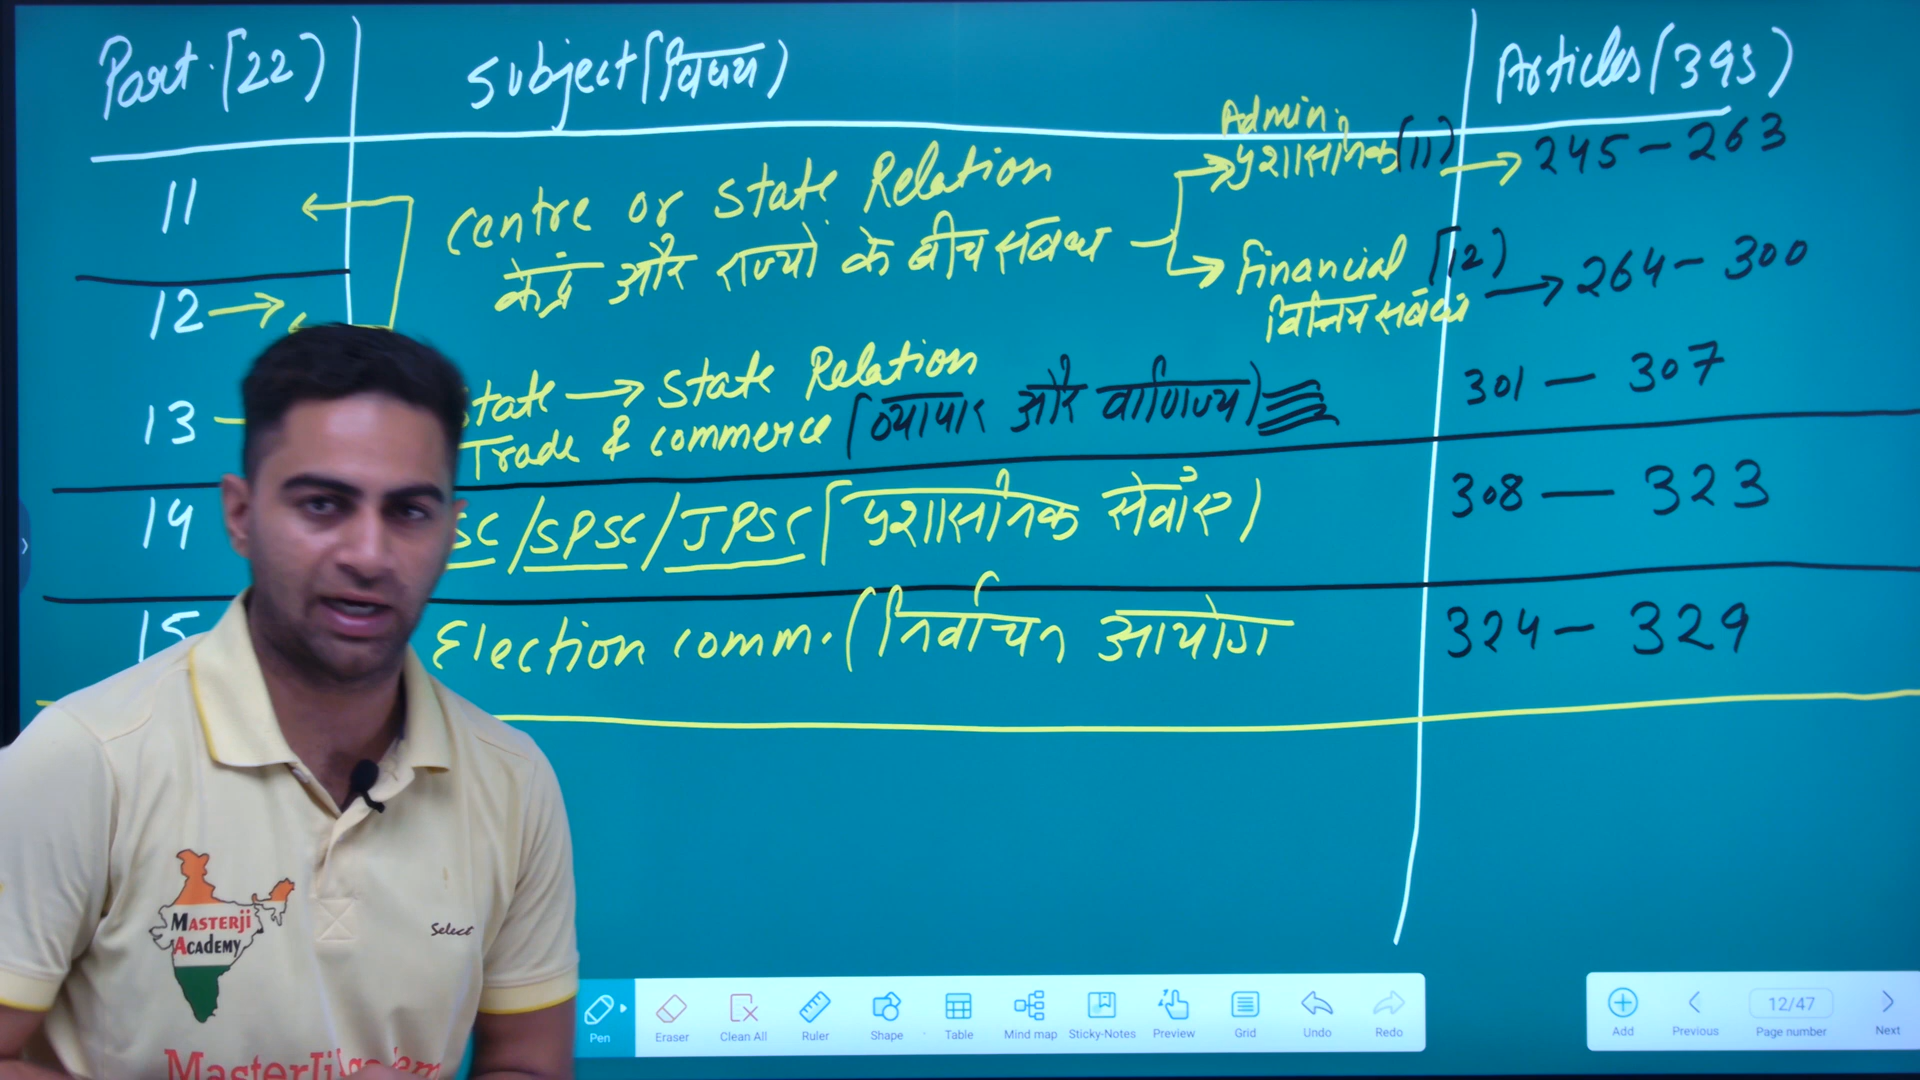 Part.(22) Subject(विषय) Articles(393)
Admin.
11 Centre or State Relation प्रशासनिक(11) → 245-263
केंद्र और राज्यों के बीच संबंध
12 → Financial (12) → 264-300
वित्तिय संबंध
13 State → State Relation 301 - 307
Trade & commerce (व्यापार और वाणिज्य)
14 SC/SPSC/JPSC(प्रशासनिक सेवाँए) 308 - 323
15 Election comm.(निर्वाचन आयोग 324 - 329
MASTERJI
ACADEMY
Select
Pen Eraser Clean All Ruler Shape Table Mind map Sticky-Notes Preview Grid Undo Redo
Add Previous 12/47 Page number Next